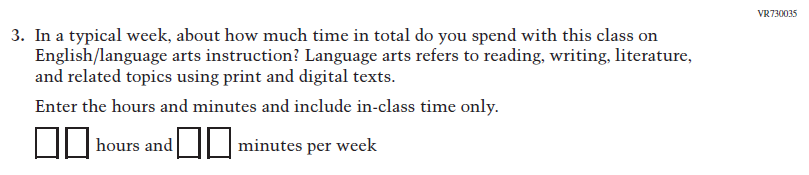 VR730035
3. In a typical week, about how much time in total do you spend with this class on
English/language arts instruction? Language arts refers to reading, writing, literature,
and related topics using print and digital texts.
Enter the hours and minutes and include in-class time only.
hours and minutes per week